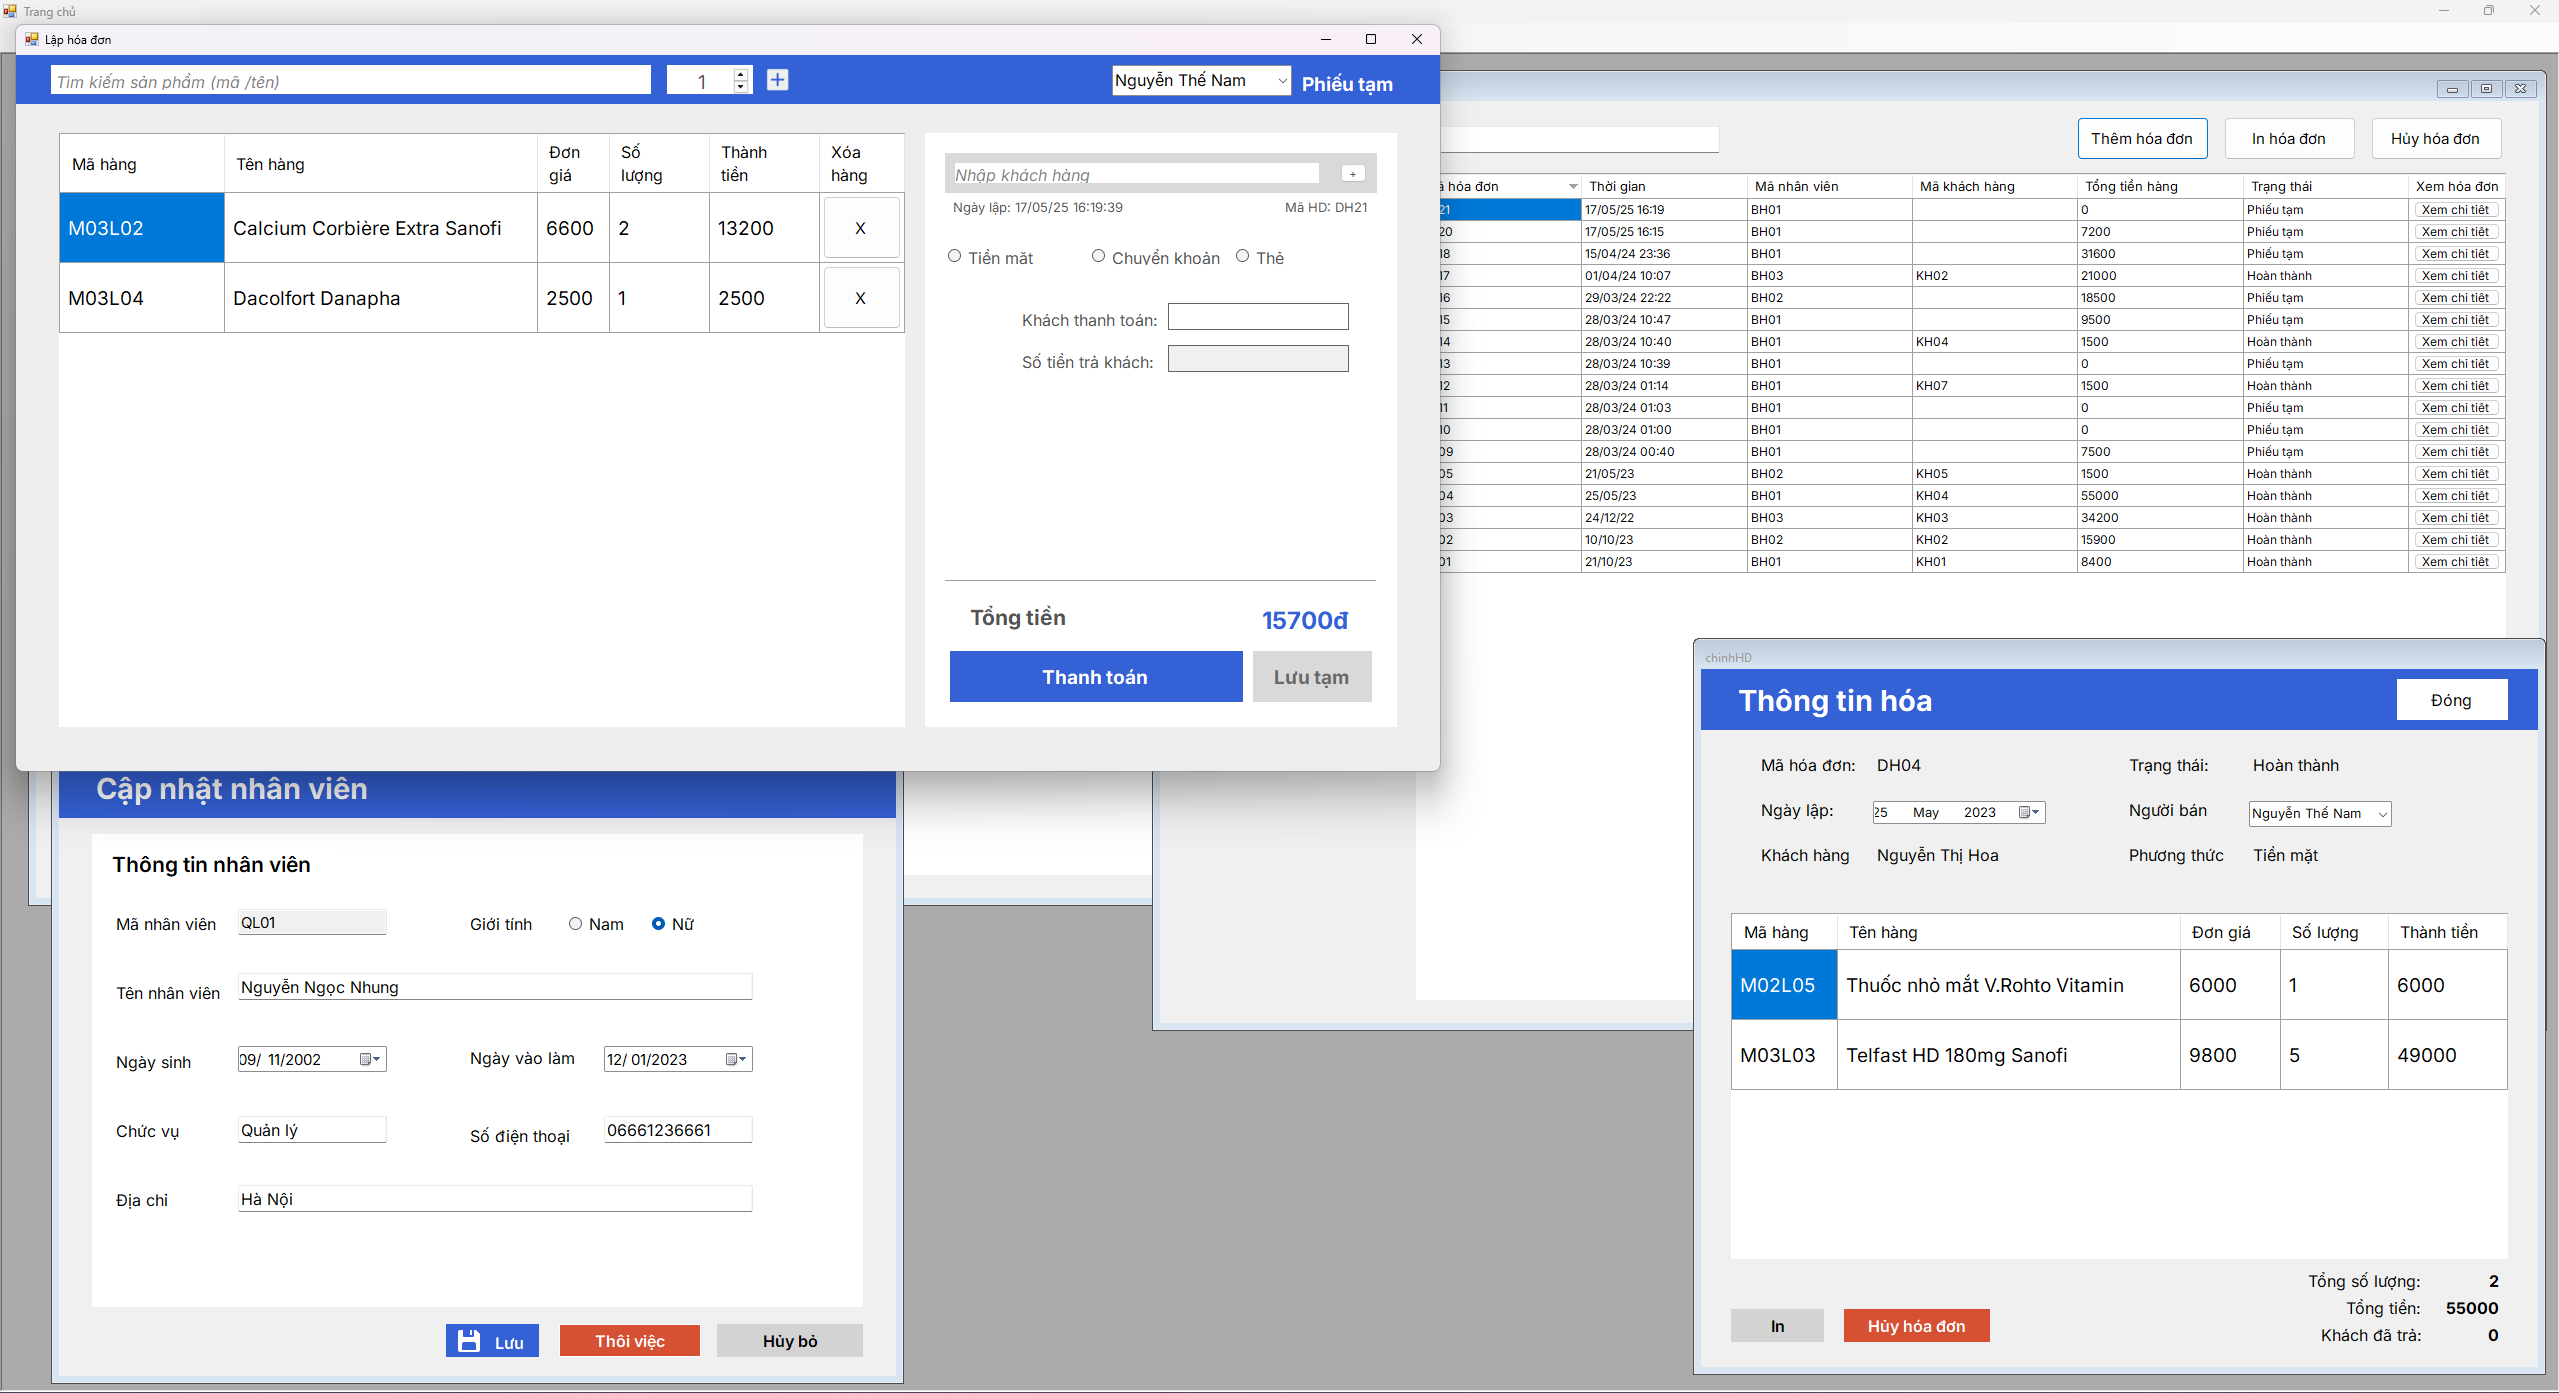 Trang chủ
Lập hóa đơn
Tìm kiếm sản phẩm (mã /tên)
1
Nguyễn Thế Nam
Phiếu tạm
Mã hàng Tên hàng Đơn giá Số lượng Thành tiền Xóa hàng
M03L02 Calcium Corbière Extra Sanofi 6600 2 13200 X
M03L04 Dacolfort Danapha 2500 1 2500 X
Nhập khách hàng
+
Ngày lập: 17/05/25 16:19:39 Mã HD: DH21
Tiền mặt Chuyển khoản Thẻ
Khách thanh toán:
Số tiền trả khách:
Tổng tiền 15700đ
Thanh toán Lưu tạm
Thêm hóa đơn In hóa đơn Hủy hóa đơn
hóa đơn Thời gian Mã nhân viên Mã khách hàng Tổng tiền hàng Trạng thái Xem hóa đơn
21 17/05/25 16:19 BH01 0 Phiếu tạm Xem chi tiết
20 17/05/25 16:15 BH01 7200 Phiếu tạm Xem chi tiết
18 15/04/24 23:36 BH01 31600 Phiếu tạm Xem chi tiết
17 01/04/24 10:07 BH03 KH02 21000 Hoàn thành Xem chi tiết
16 29/03/24 22:22 BH02 18500 Phiếu tạm Xem chi tiết
15 28/03/24 10:47 BH01 9500 Phiếu tạm Xem chi tiết
14 28/03/24 10:40 BH01 KH04 1500 Hoàn thành Xem chi tiết
13 28/03/24 10:39 BH01 0 Phiếu tạm Xem chi tiết
12 28/03/24 01:14 BH01 KH07 1500 Hoàn thành Xem chi tiết
11 28/03/24 01:03 BH01 0 Phiếu tạm Xem chi tiết
10 28/03/24 01:00 BH01 0 Phiếu tạm Xem chi tiết
09 28/03/24 00:40 BH01 7500 Phiếu tạm Xem chi tiết
05 21/05/23 BH02 KH05 1500 Hoàn thành Xem chi tiết
04 25/05/23 BH01 KH04 55000 Hoàn thành Xem chi tiết
03 24/12/22 BH03 KH03 34200 Hoàn thành Xem chi tiết
02 10/10/23 BH02 KH02 15900 Hoàn thành Xem chi tiết
01 21/10/23 BH01 KH01 8400 Hoàn thành Xem chi tiết
Cập nhật nhân viên
Thông tin nhân viên
Mã nhân viên QL01 Giới tính Nam Nữ
Tên nhân viên Nguyễn Ngọc Nhung
Ngày sinh 09/ 11/2002 Ngày vào làm 12/ 01/2023
Chức vụ Quản lý Số điện thoại 06661236661
Địa chỉ Hà Nội
Lưu Thôi việc Hủy bỏ
chinhHD
Thông tin hóa
Đóng
Mã hóa đơn: DH04 Trạng thái: Hoàn thành
Ngày lập: 25 May 2023 Người bán Nguyễn Thế Nam
Khách hàng Nguyễn Thị Hoa Phương thức Tiền mặt
Mã hàng Tên hàng Đơn giá Số lượng Thành tiền
M02L05 Thuốc nhỏ mắt V.Rohto Vitamin 6000 1 6000
M03L03 Telfast HD 180mg Sanofi 9800 5 49000
Tổng số lượng: 2
Tổng tiền: 55000
Khách đã trả: 0
In Hủy hóa đơn